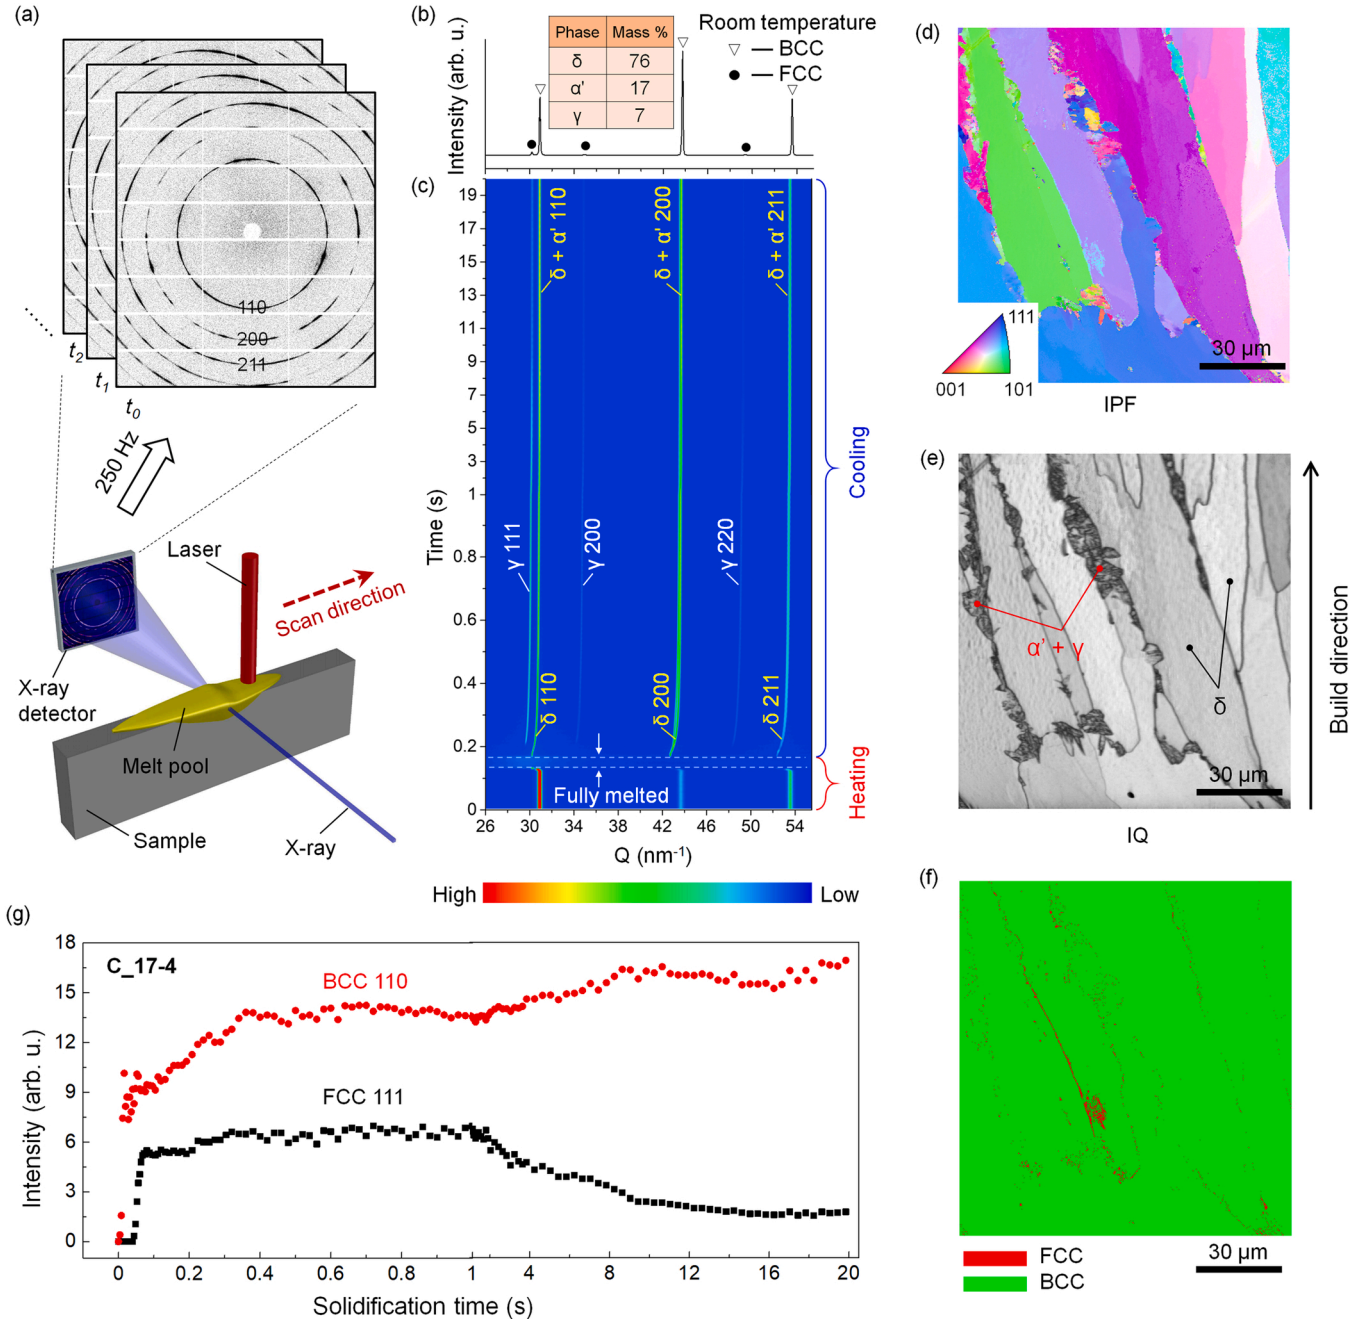 (a)
110
200
211
t2
t1
t0
250 Hz
Laser
Scan direction
X-ray
detector
Melt pool
Sample
X-ray
(b)
Intensity (arb. u.)
Phase Mass %
δ 76
α' 17
γ 7
Room temperature
▽ — BCC
● — FCC
(c)
Time (s)
19
17
15
13
11
9
7
5
3
1
0.8
0.6
0.4
0.2
0
δ + α' 110
δ + α' 200
δ + α' 211
γ 111
γ 200
γ 220
δ 110
δ 200
δ 211
Fully melted
Cooling
Heating
26 30 34 38 42 46 50 54
Q (nm-1)
High Low
(d)
111
001 101
30 µm
IPF
(e)
α' + γ
δ
30 µm
IQ
Build direction
(f)
FCC
BCC
30 µm
(g)
C_17-4
BCC 110
FCC 111
Intensity (arb. u.)
18
15
12
9
6
3
0
0 0.2 0.4 0.6 0.8 1 4 8 12 16 20
Solidification time (s)